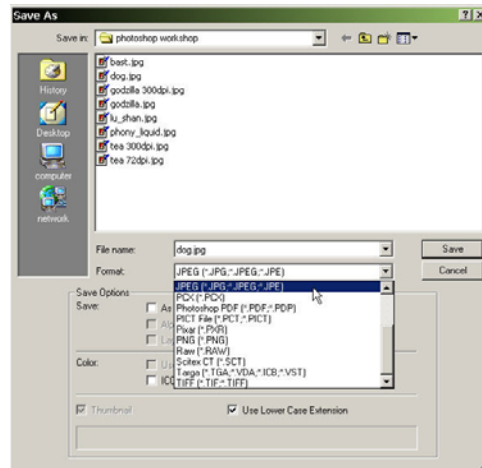 Save As
Save in: photoshop workshop
History
Desktop
computer
network
bast.jpg
dog.jpg
godzilla 300dpi.jpg
godzilla.jpg
lu_shan.jpg
phony_liquid.jpg
tea 300dpi.jpg
tea 72dpi.jpg
File name: dog.jpg Save
Format: JPEG (*.JPG;*.JPEG;*.JPE) Cancel
JPEG (*.JPG;*.JPEG;*.JPE)
PCX (*.PCX)
Photoshop PDF (*.PDF;*.PDP)
PICT File (*.PCT;*.PICT)
Pixar (*.PXR)
PNG (*.PNG)
Raw (*.RAW)
Scitex CT (*.SCT)
Targa (*.TGA;*.VDA;*.ICB;*.VST)
TIFF (*.TIF;*.TIFF)
Save Options
Save: As
Color:
ICC
Thumbnail Use Lower Case Extension